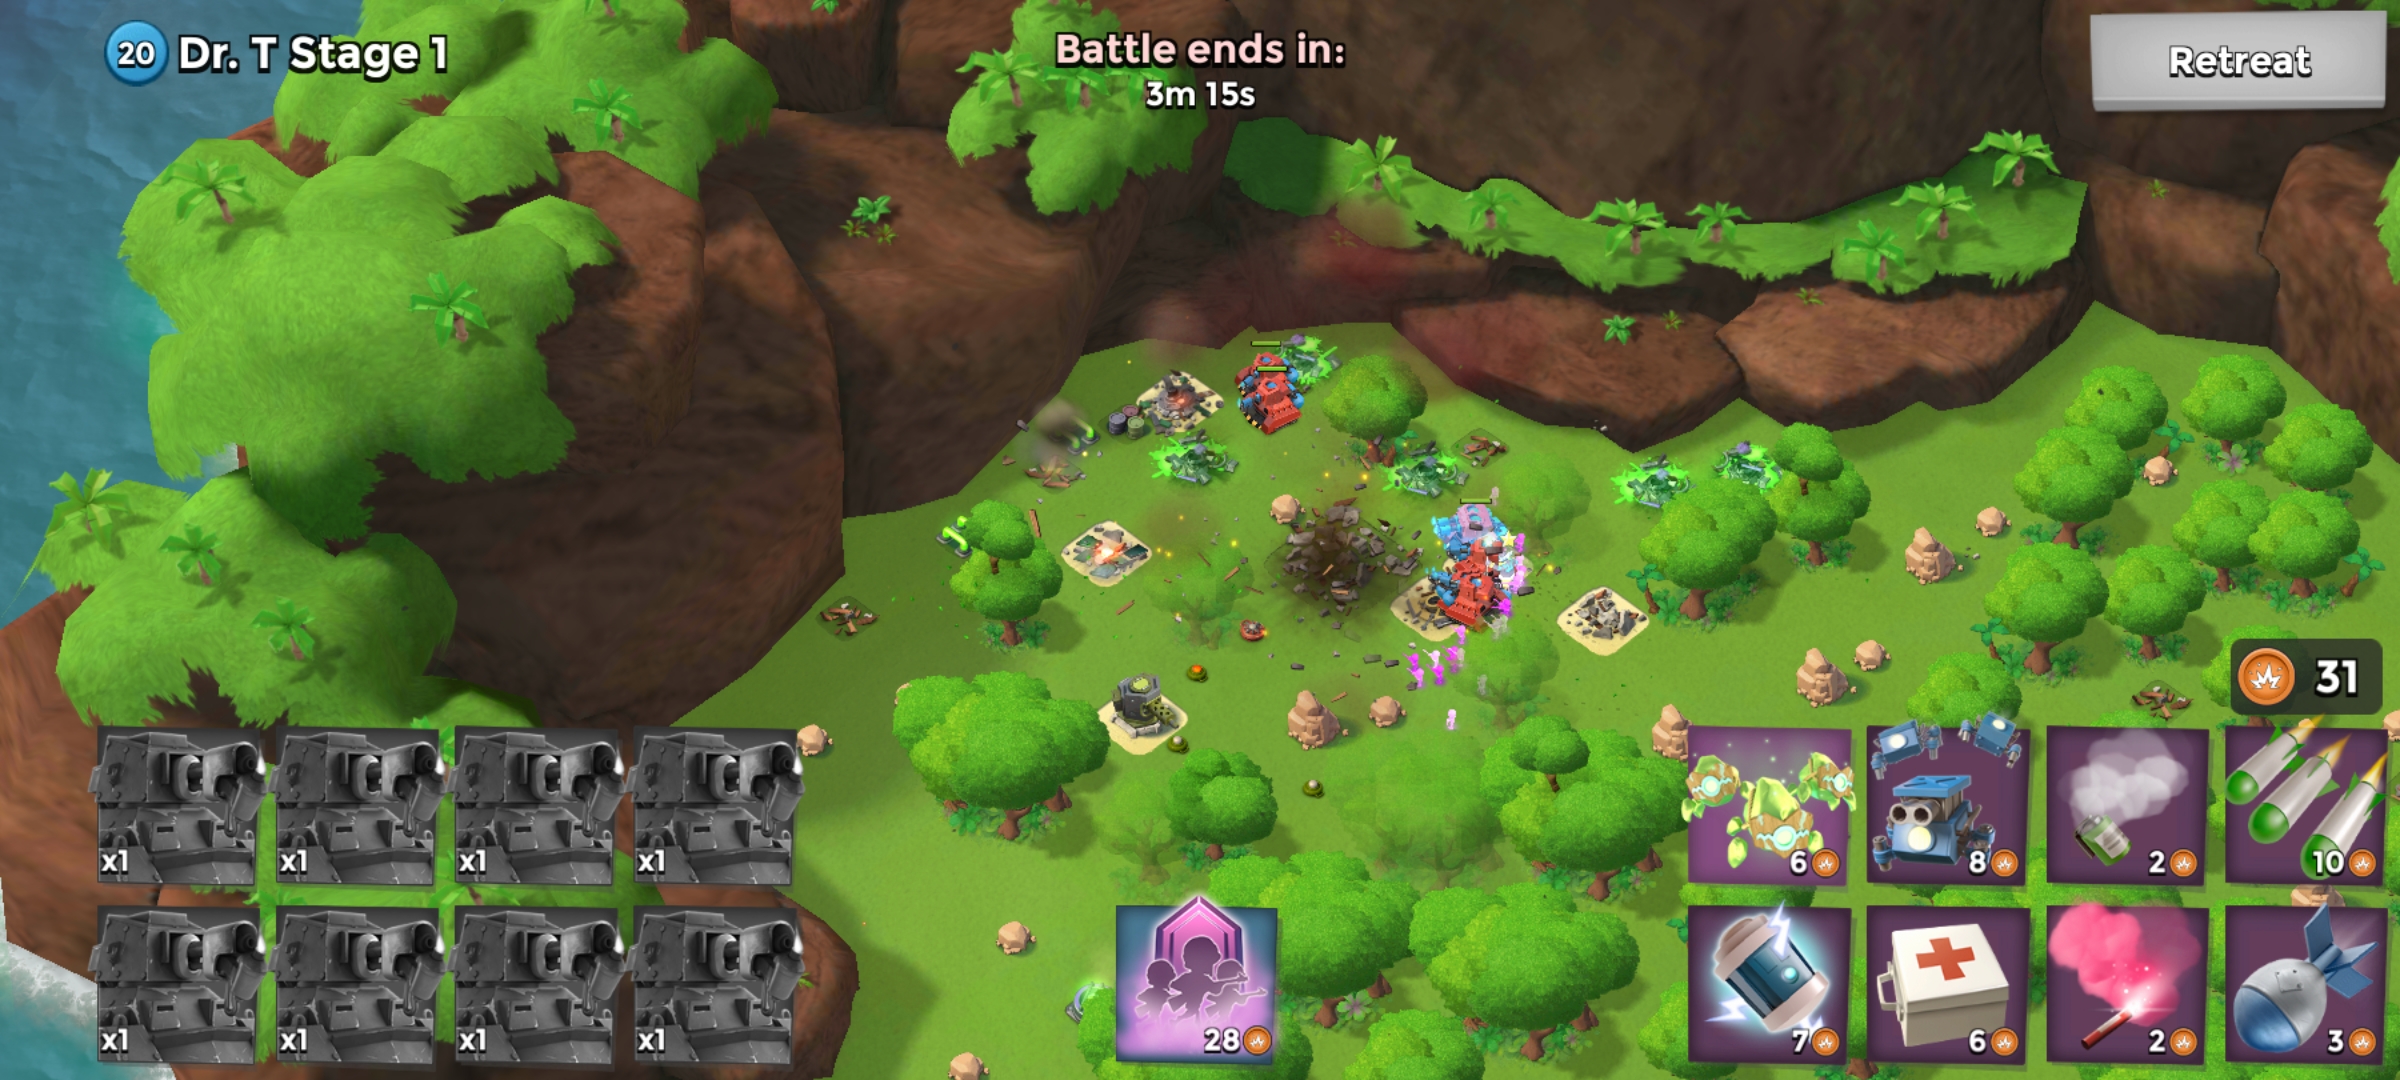 20 Dr. T Stage 1
Battle ends in:
3m 15s
Retreat
31
x1 x1 x1 x1
6 8 2 10
x1 x1 x1 x1
28
7 6 2 3